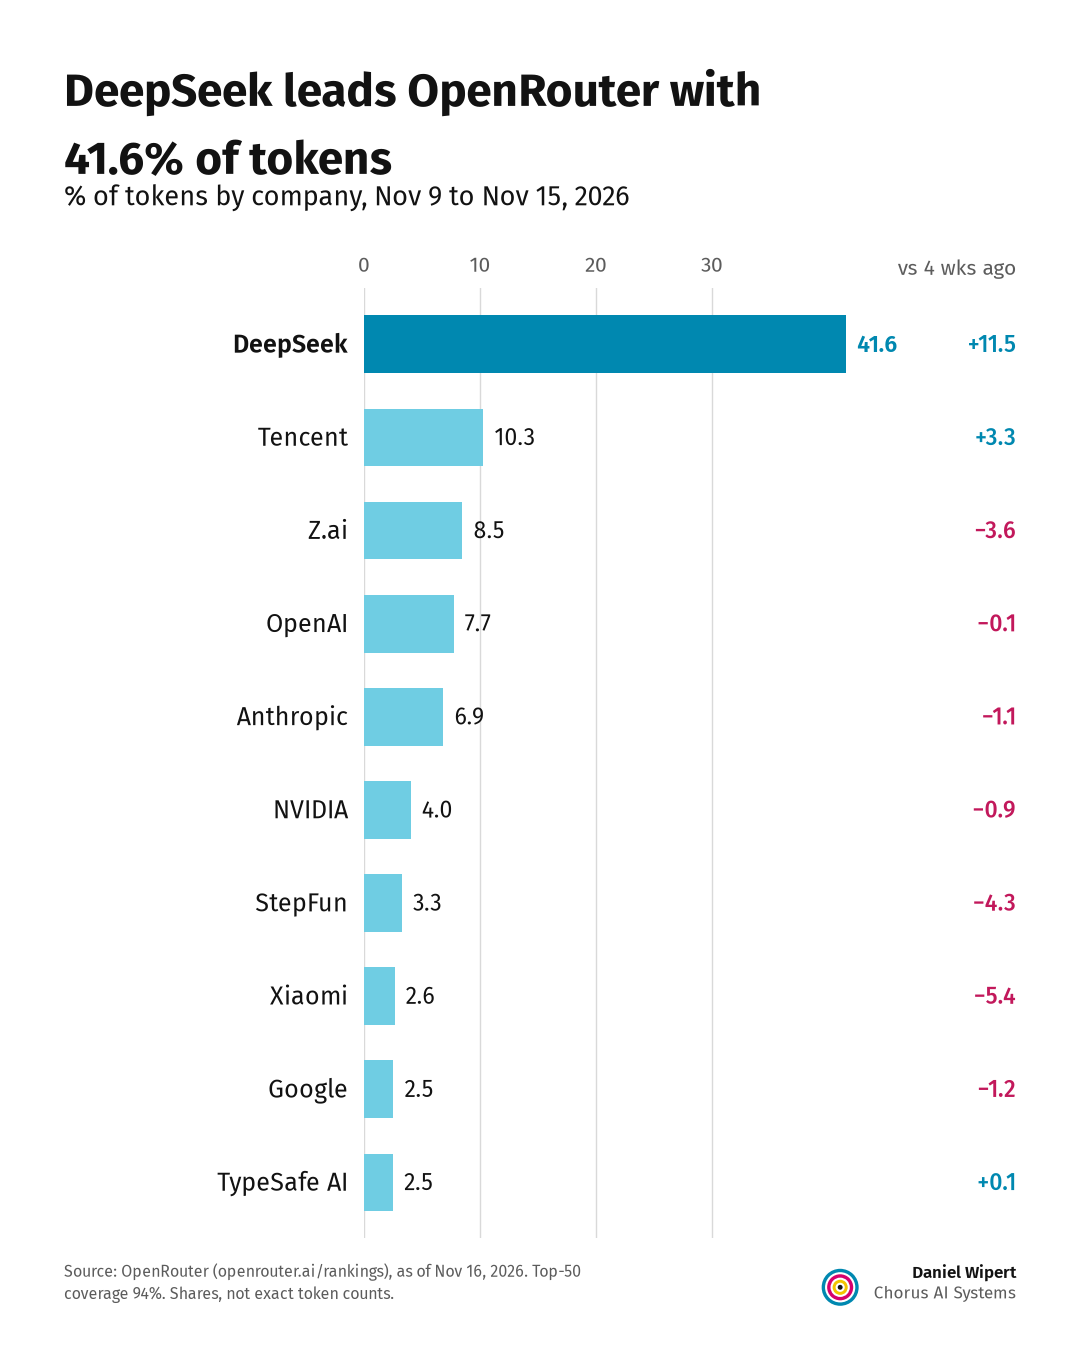 DeepSeek leads OpenRouter with
41.6% of tokens
% of tokens by company, Nov 9 to Nov 15, 2026
0 10 20 30 vs 4 wks ago
DeepSeek 41.6 +11.5
Tencent 10.3 +3.3
Z.ai 8.5 −3.6
OpenAI 7.7 −0.1
Anthropic 6.9 −1.1
NVIDIA 4.0 −0.9
StepFun 3.3 −4.3
Xiaomi 2.6 −5.4
Google 2.5 −1.2
TypeSafe AI 2.5 +0.1
Source: OpenRouter (openrouter.ai/rankings), as of Nov 16, 2026. Top-50
coverage 94%. Shares, not exact token counts.
Daniel Wipert
Chorus AI Systems